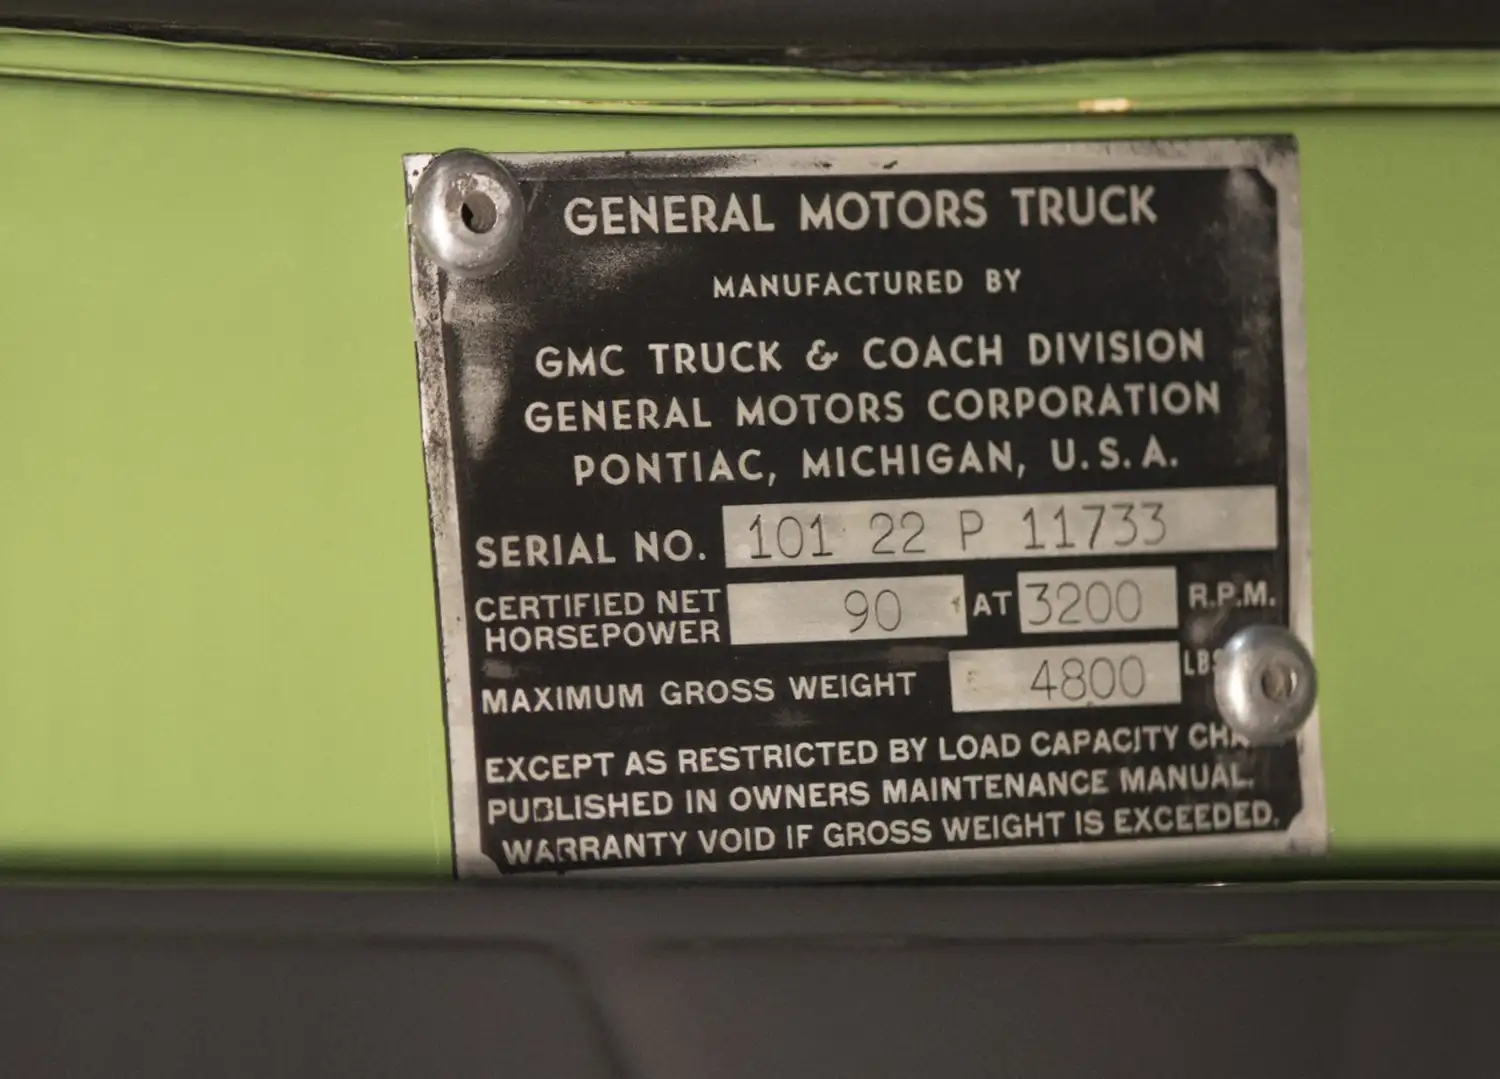 GENERAL MOTORS TRUCK
MANUFACTURED BY
GMC TRUCK & COACH DIVISION
GENERAL MOTORS CORPORATION
PONTIAC, MICHIGAN, U.S.A.
SERIAL NO. 101 22 P 11733
CERTIFIED NET HORSEPOWER 90 AT 3200 R.P.M.
MAXIMUM GROSS WEIGHT 4800 LBS
EXCEPT AS RESTRICTED BY LOAD CAPACITY
PUBLISHED IN OWNERS MAINTENANCE MANUAL.
WARRANTY VOID IF GROSS WEIGHT IS EXCEEDED.